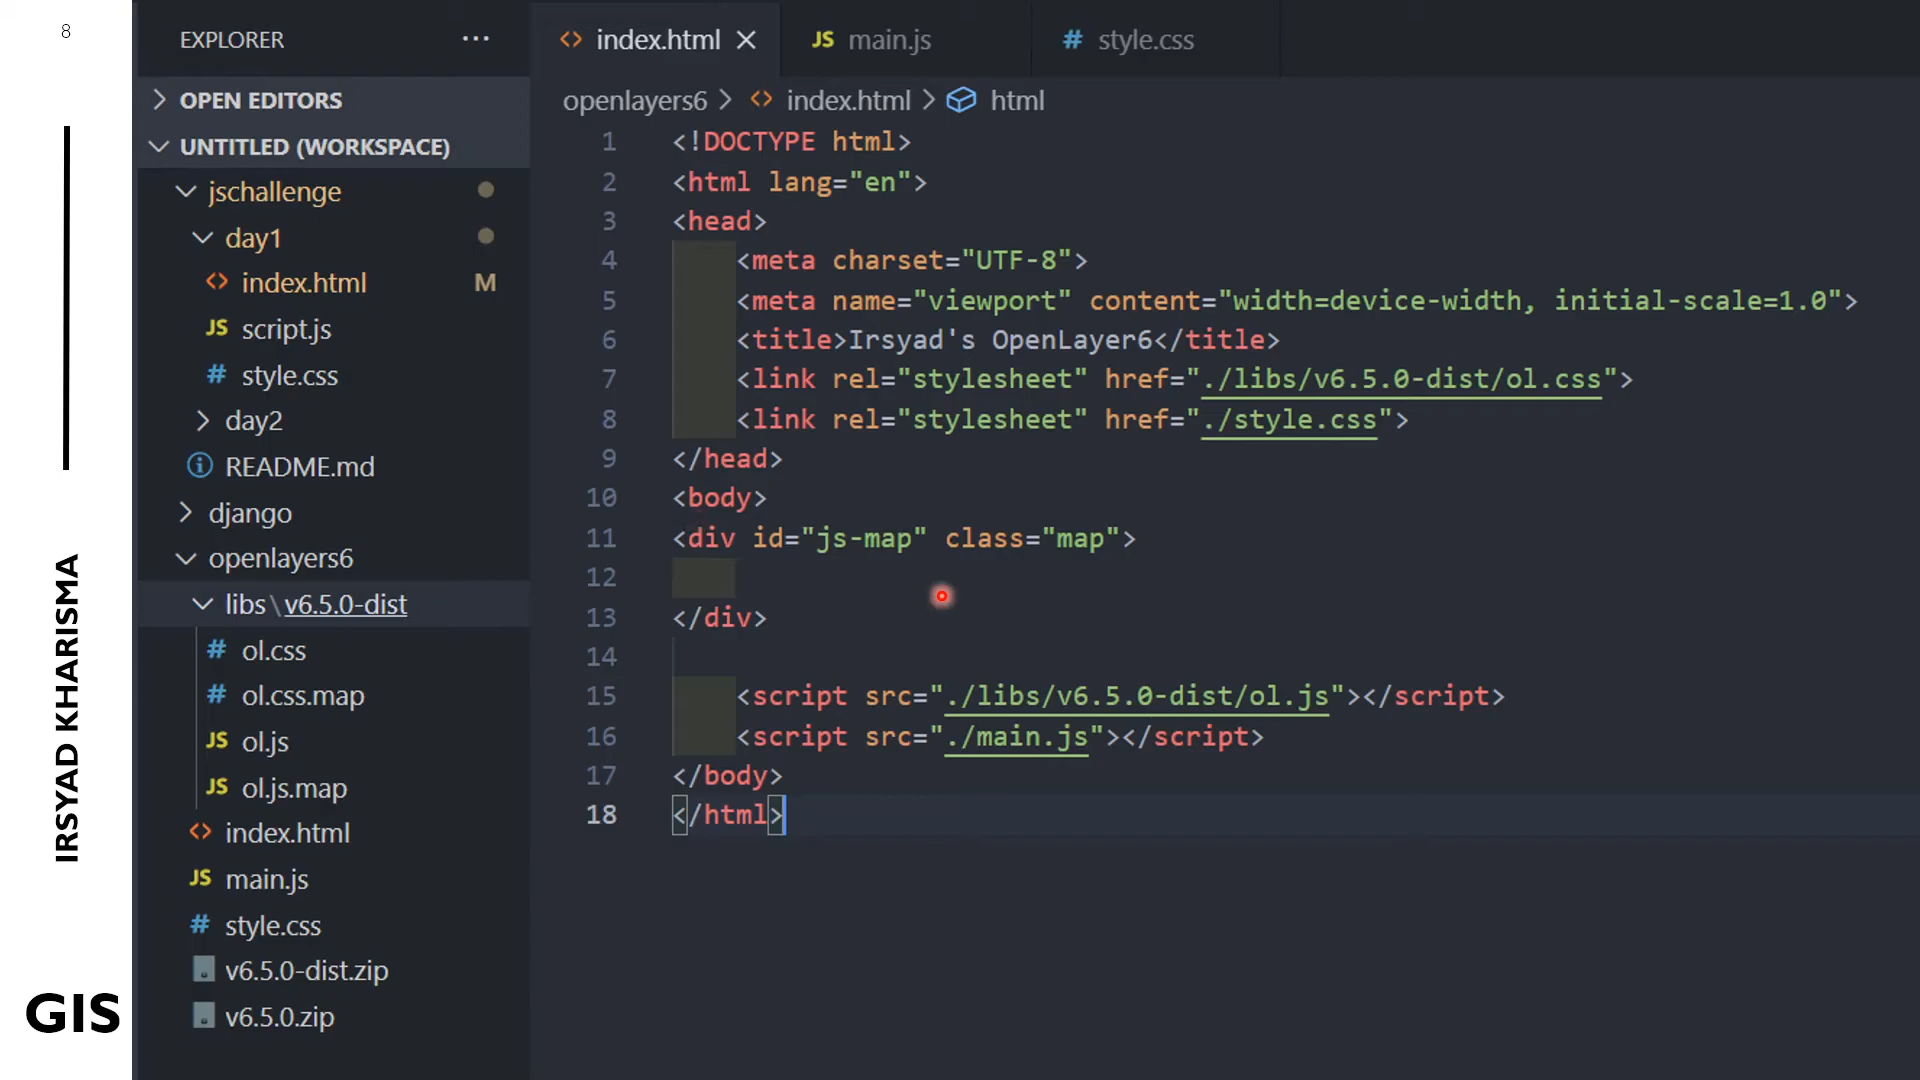 8
IRSYAD KHARISMA
GIS
EXPLORER ...
OPEN EDITORS
UNTITLED (WORKSPACE)
jschallenge
day1
index.html M
JS script.js
# style.css
day2
README.md
django
openlayers6
libs\v6.5.0-dist
# ol.css
# ol.css.map
JS ol.js
JS ol.js.map
index.html
JS main.js
# style.css
v6.5.0-dist.zip
v6.5.0.zip
<> index.html × JS main.js # style.css
openlayers6 > <> index.html > html
1 <!DOCTYPE html>
2 <html lang="en">
3 <head>
4 <meta charset="UTF-8">
5 <meta name="viewport" content="width=device-width, initial-scale=1.0">
6 <title>Irsyad's OpenLayer6</title>
7 <link rel="stylesheet" href="./libs/v6.5.0-dist/ol.css">
8 <link rel="stylesheet" href="./style.css">
9 </head>
10 <body>
11 <div id="js-map" class="map">
12
13 </div>
14
15 <script src="./libs/v6.5.0-dist/ol.js"></script>
16 <script src="./main.js"></script>
17 </body>
18 </html>